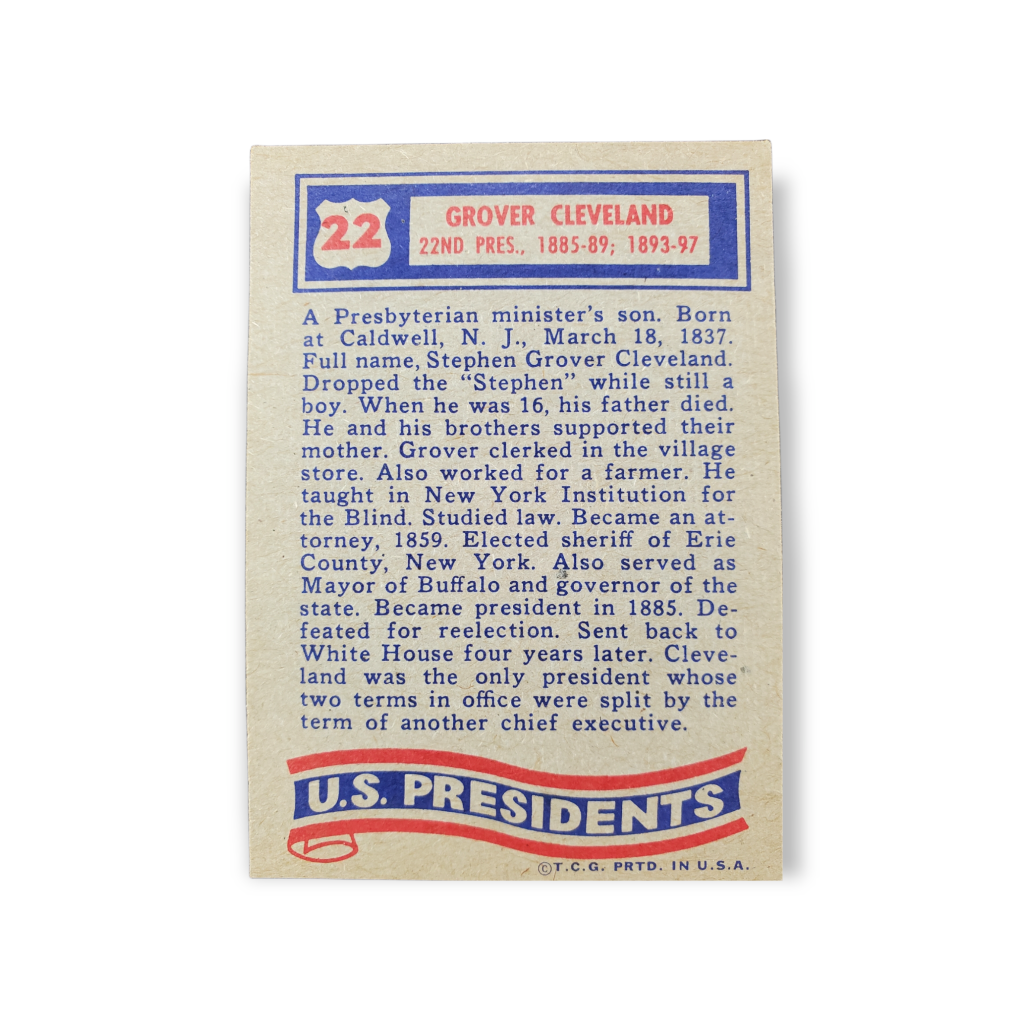 22
GROVER CLEVELAND
22ND PRES., 1885-89; 1893-97
A Presbyterian minister's son. Born
at Caldwell, N. J., March 18, 1837.
Full name, Stephen Grover Cleveland.
Dropped the "Stephen" while still a
boy. When he was 16, his father died.
He and his brothers supported their
mother. Grover clerked in the village
store. Also worked for a farmer. He
taught in New York Institution for
the Blind. Studied law. Became an at-
torney, 1859. Elected sheriff of Erie
County, New York. Also served as
Mayor of Buffalo and governor of the
state. Became president in 1885. De-
feated for reelection. Sent back to
White House four years later. Cleve-
land was the only president whose
two terms in office were split by the
term of another chief executive.
U.S. PRESIDENTS
©T.C.G. PRTD. IN U.S.A.